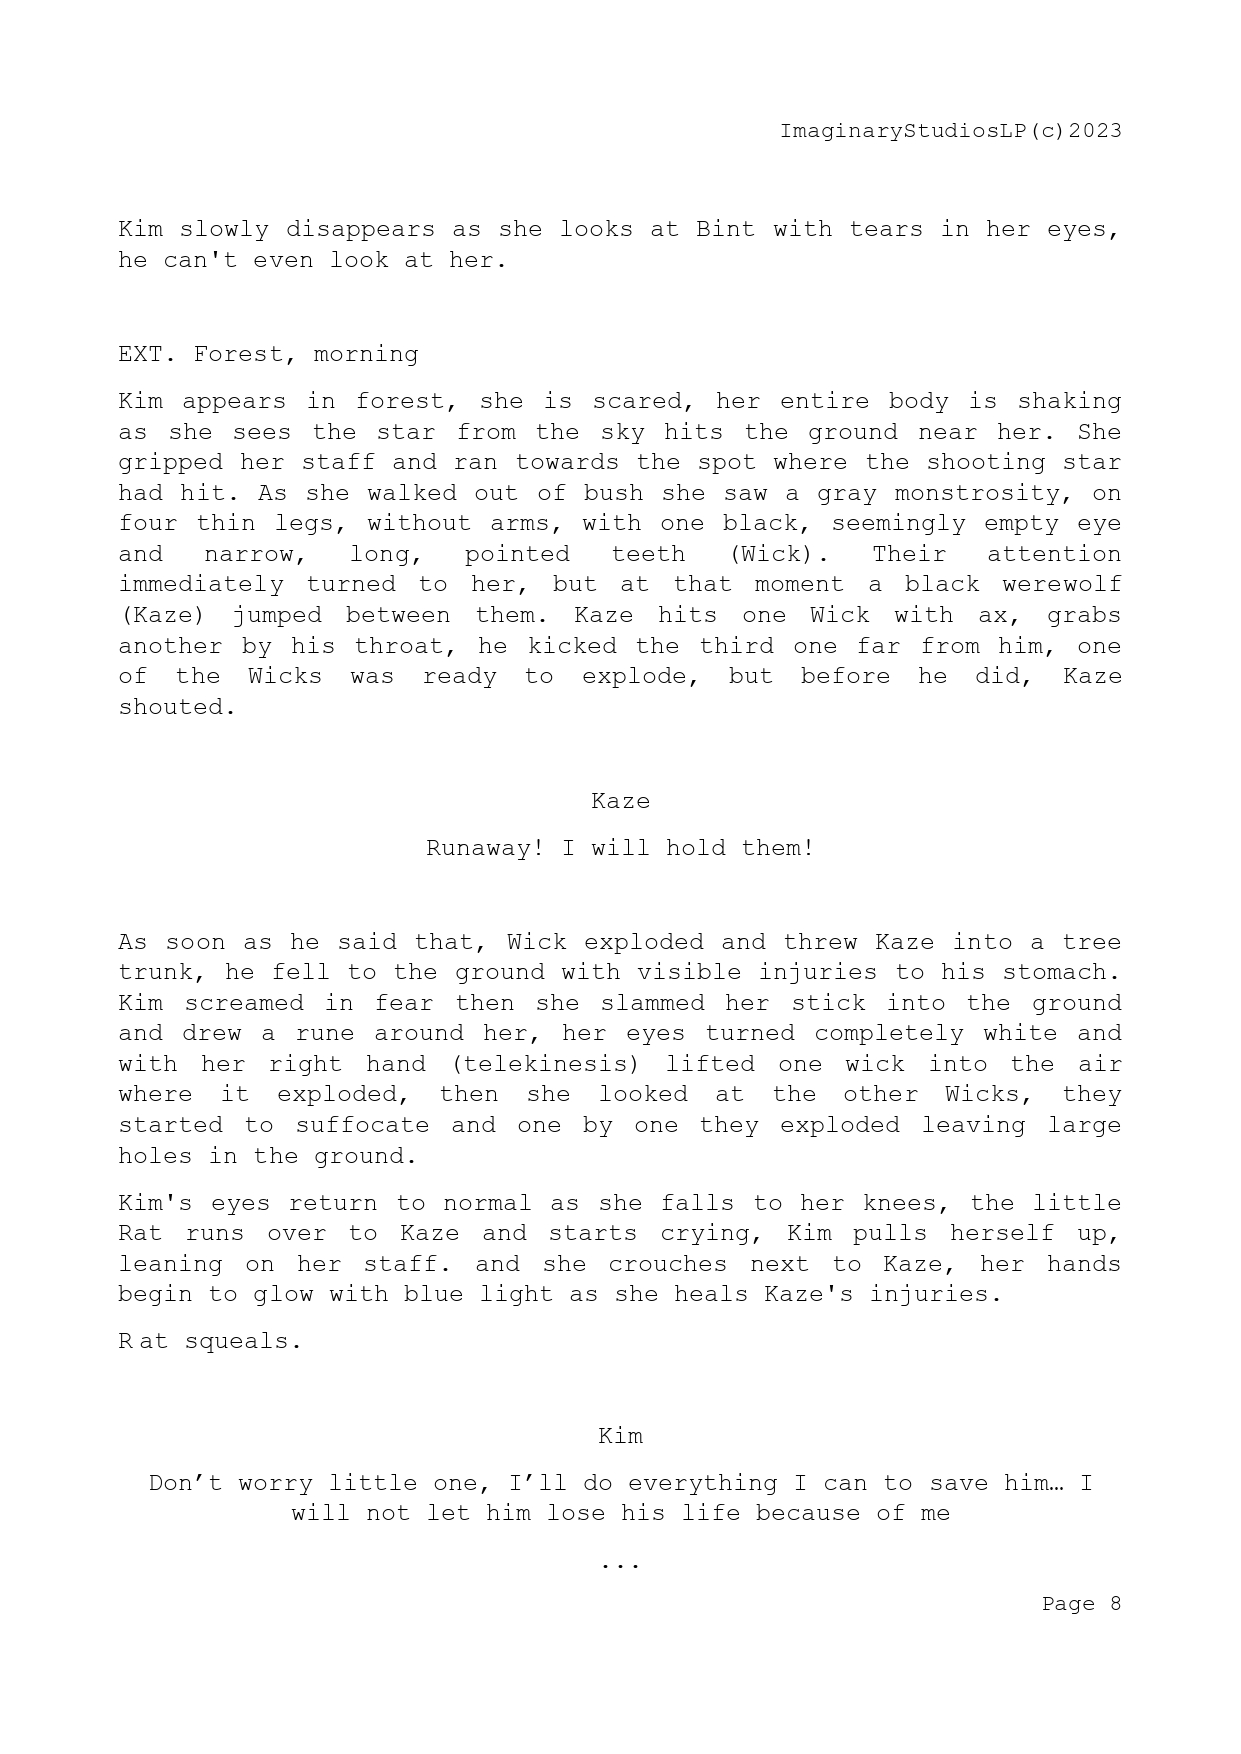 ImaginaryStudiosLP(c)2023
Kim slowly disappears as she looks at Bint with tears in her eyes,
he can't even look at her.
EXT. Forest, morning
Kim appears in forest, she is scared, her entire body is shaking
as she sees the star from the sky hits the ground near her. She
gripped her staff and ran towards the spot where the shooting star
had hit. As she walked out of bush she saw a gray monstrosity, on
four thin legs, without arms, with one black, seemingly empty eye
and narrow, long, pointed teeth (Wick). Their attention
immediately turned to her, but at that moment a black werewolf
(Kaze) jumped between them. Kaze hits one Wick with ax, grabs
another by his throat, he kicked the third one far from him, one
of the Wicks was ready to explode, but before he did, Kaze
shouted.
Kaze
Runaway! I will hold them!
As soon as he said that, Wick exploded and threw Kaze into a tree
trunk, he fell to the ground with visible injuries to his stomach.
Kim screamed in fear then she slammed her stick into the ground
and drew a rune around her, her eyes turned completely white and
with her right hand (telekinesis) lifted one wick into the air
where it exploded, then she looked at the other Wicks, they
started to suffocate and one by one they exploded leaving large
holes in the ground.
Kim's eyes return to normal as she falls to her knees, the little
Rat runs over to Kaze and starts crying, Kim pulls herself up,
leaning on her staff. and she crouches next to Kaze, her hands
begin to glow with blue light as she heals Kaze's injuries.
Rat squeals.
Kim
Don’t worry little one, I’ll do everything I can to save him… I
will not let him lose his life because of me
...
Page 8